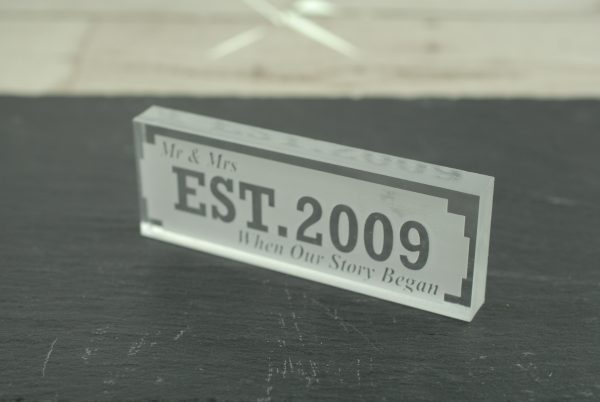 Mr & Mrs
EST.2009
When Our Story Began